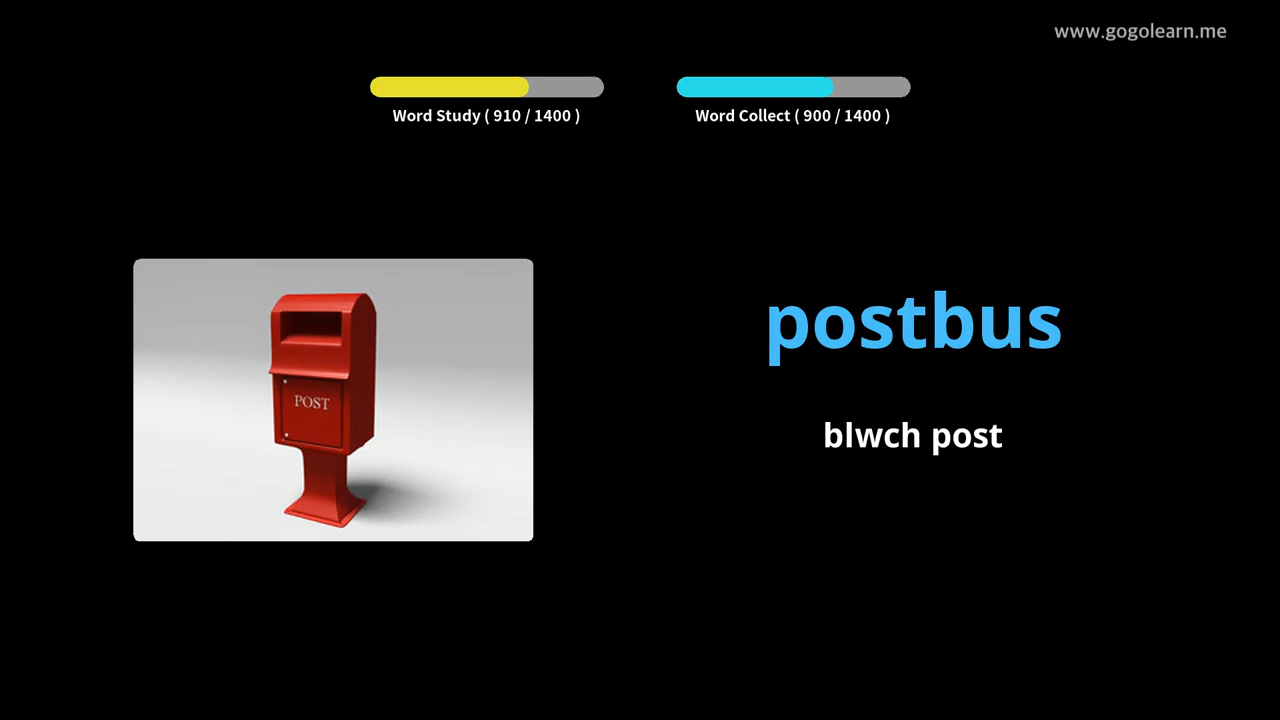 www.gogolearn.me
Word Study ( 910 / 1400 )
Word Collect ( 900 / 1400 )
POST
postbus
blwch post